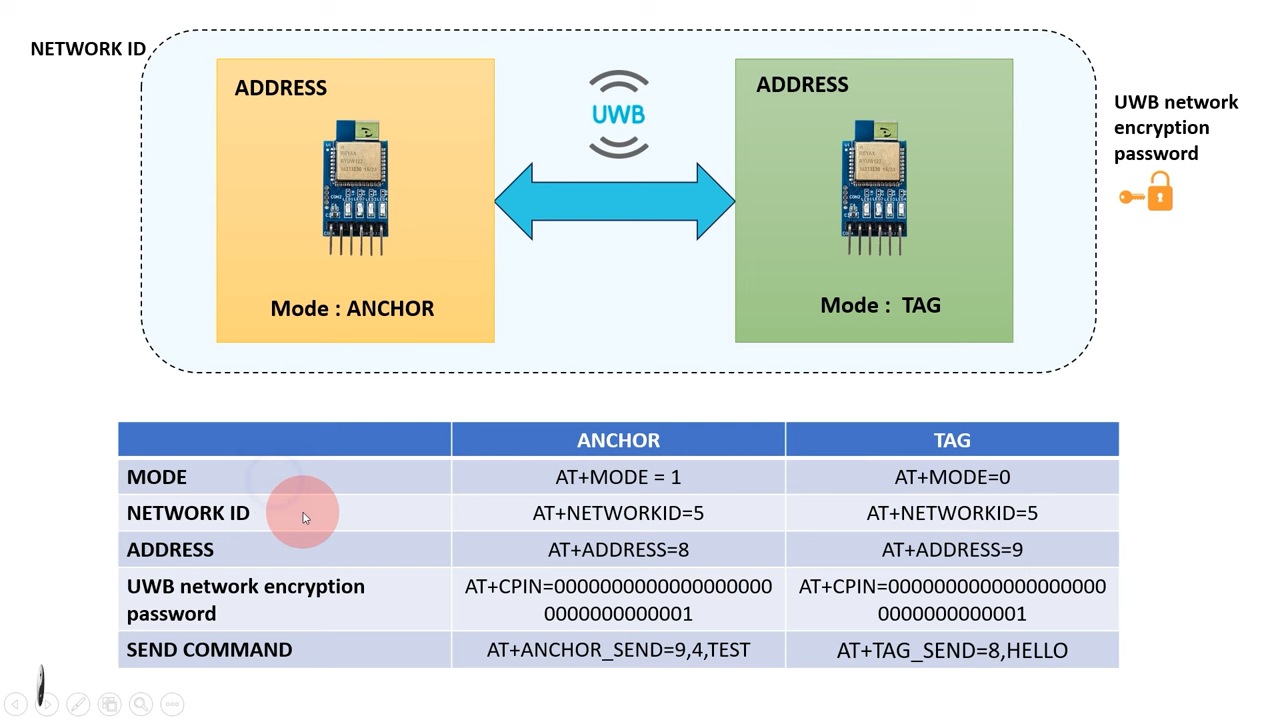 NETWORK ID
ADDRESS
ADDRESS
UWB
UWB network
encryption
password
Mode : ANCHOR
Mode : TAG
ANCHOR TAG
MODE AT+MODE = 1 AT+MODE=0
NETWORK ID AT+NETWORKID=5 AT+NETWORKID=5
ADDRESS AT+ADDRESS=8 AT+ADDRESS=9
UWB network encryption AT+CPIN=0000000000000000000 AT+CPIN=0000000000000000000
password 0000000000001 0000000000001
SEND COMMAND AT+ANCHOR_SEND=9,4,TEST AT+TAG_SEND=8,HELLO